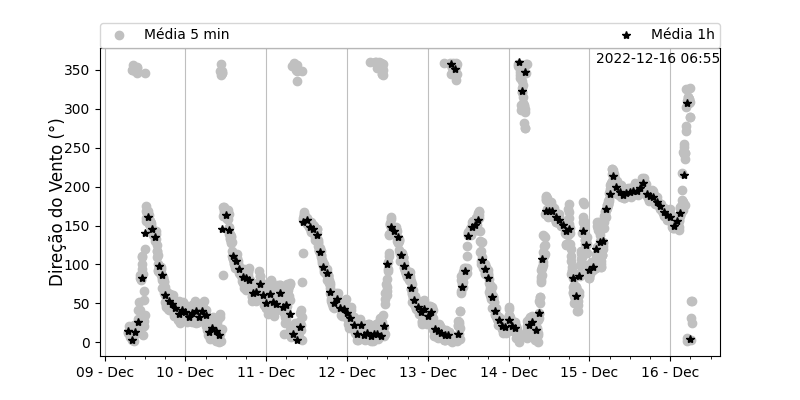 Média 5 min
Média 1h
2022-12-16 06:55
Direção do Vento (°)
350
300
250
200
150
100
50
0
09 - Dec
10 - Dec
11 - Dec
12 - Dec
13 - Dec
14 - Dec
15 - Dec
16 - Dec